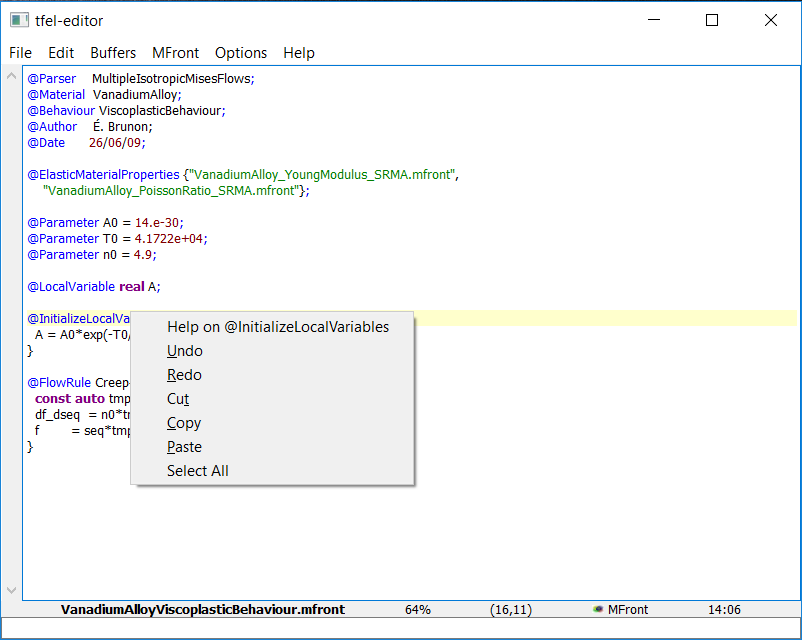 tfel-editor
File Edit Buffers MFront Options Help
@Parser MultipleIsotropicMisesFlows;
@Material VanadiumAlloy;
@Behaviour ViscoplasticBehaviour;
@Author É. Brunon;
@Date 26/06/09;
@ElasticMaterialProperties {"VanadiumAlloy_YoungModulus_SRMA.mfront",
"VanadiumAlloy_PoissonRatio_SRMA.mfront"};
@Parameter A0 = 14.e-30;
@Parameter T0 = 4.1722e+04;
@Parameter n0 = 4.9;
@LocalVariable real A;
@InitializeLocalVa
A = A0*exp(-T0/
}
@FlowRule Creep
const auto tmp
df_dseq = n0*tm
f = seq*tmp
}
Help on @InitializeLocalVariables
Undo
Redo
Cut
Copy
Paste
Select All
VanadiumAlloyViscoplasticBehaviour.mfront 64% (16,11) MFront 14:06